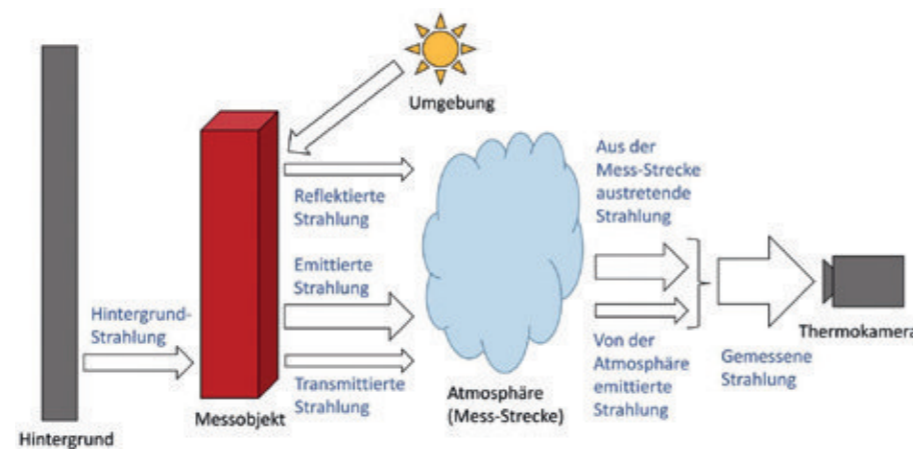 Umgebung
Reflektierte
Strahlung
Emittierte
Strahlung
Hintergrund-
Strahlung
Transmittierte
Strahlung
Messobjekt
Hintergrund
Atmosphäre
(Mess-Strecke)
Aus der
Mess-Strecke
austretende
Strahlung
Von der
Atmosphäre
emittierte
Strahlung
Gemessene
Strahlung
Thermokamera